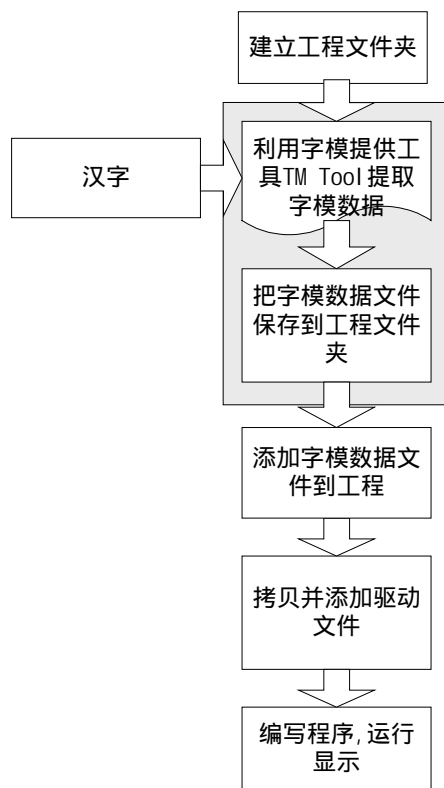 建立工程文件夹
汉字
利用字模提供工
具TM Tool提取
字模数据
把字模数据文件
保存到工程文件
夹
添加字模数据文
件到工程
拷贝并添加驱动
文件
编写程序,运行
显示